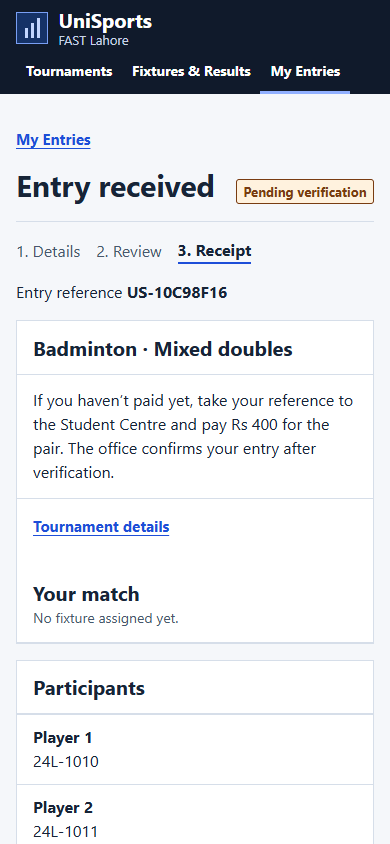 UniSports
FAST Lahore
Tournaments Fixtures & Results My Entries
My Entries
Entry received Pending verification
1. Details 2. Review 3. Receipt
Entry reference US-10C98F16
Badminton · Mixed doubles
If you haven’t paid yet, take your reference to
the Student Centre and pay Rs 400 for the
pair. The office confirms your entry after
verification.
Tournament details
Your match
No fixture assigned yet.
Participants
Player 1
24L-1010
Player 2
24L-1011